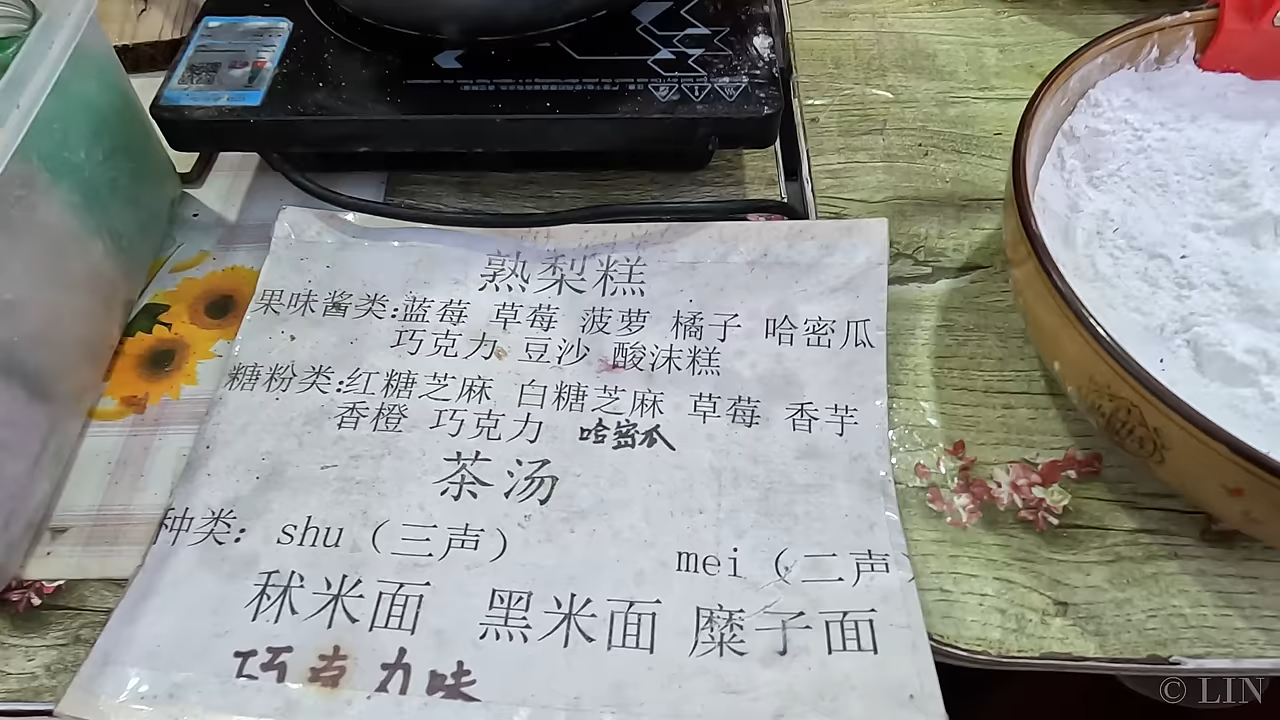 熟梨糕
果味酱类:蓝莓 草莓 菠萝 橘子 哈密瓜
巧克力 豆沙 酸沫糕
糖粉类:红糖芝麻 白糖芝麻 草莓 香芋
香橙 巧克力 哈密瓜
茶汤
种类: shu（三声） mei（二声）
秫米面 黑米面 糜子面
巧克力味
© LIN